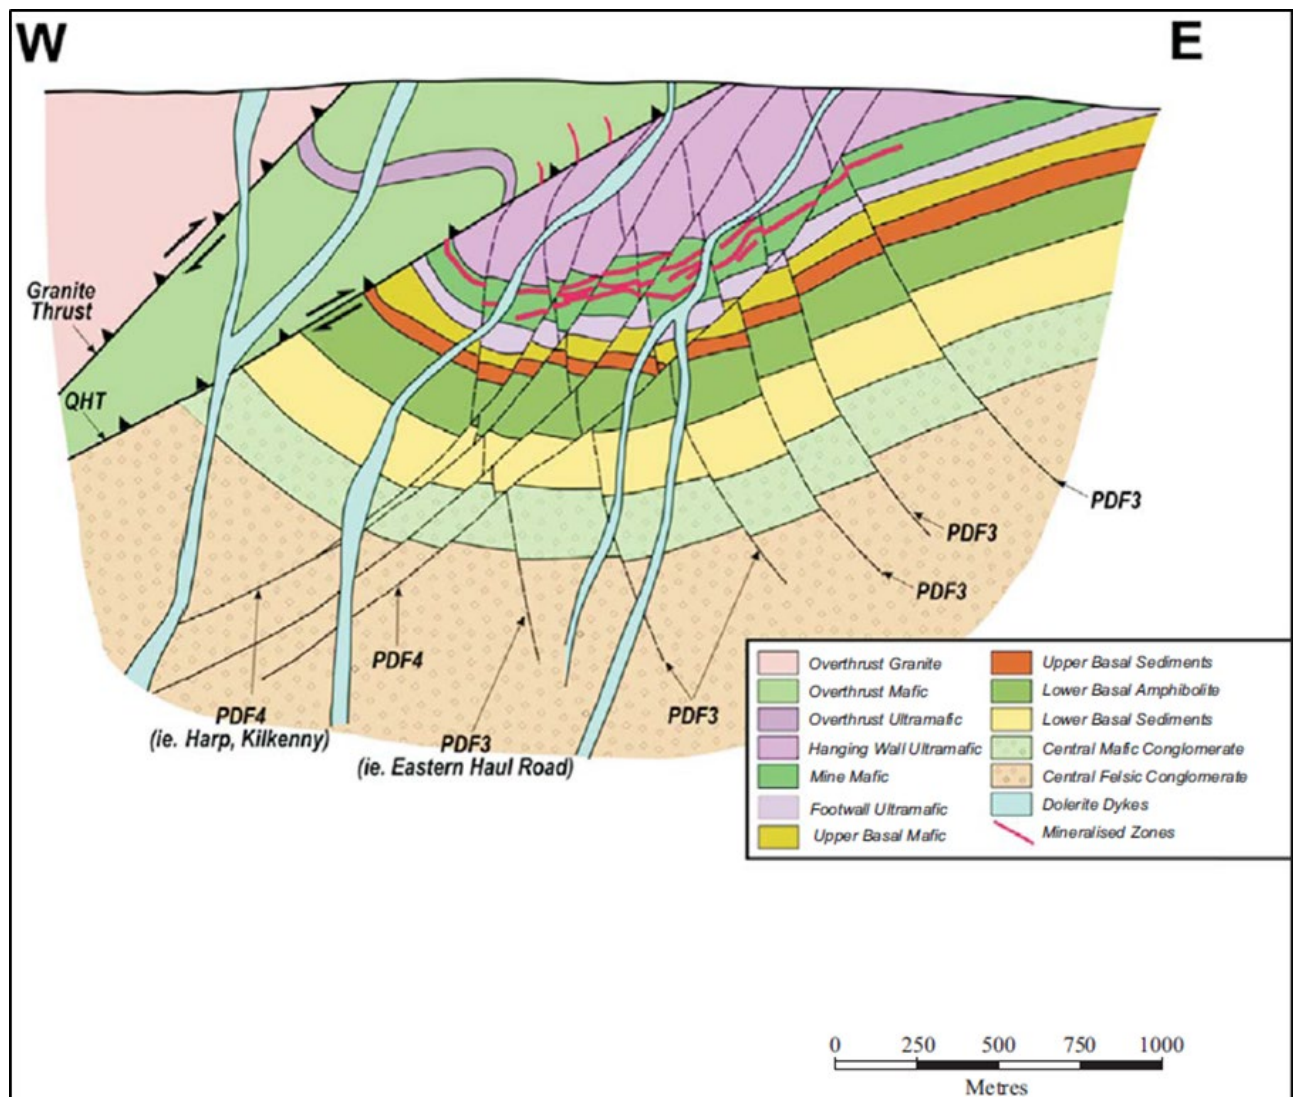 W
E
Granite
Thrust
QHT
PDF3
PDF3
PDF3
PDF4
PDF4
(ie. Harp, Kilkenny)
PDF3
PDF3
(ie. Eastern Haul Road)
Overthrust Granite
Overthrust Mafic
Overthrust Ultramafic
Hanging Wall Ultramafic
Mine Mafic
Footwall Ultramafic
Upper Basal Mafic
Upper Basal Sediments
Lower Basal Amphibolite
Lower Basal Sediments
Central Mafic Conglomerate
Central Felsic Conglomerate
Dolerite Dykes
Mineralised Zones
0 250 500 750 1000
Metres